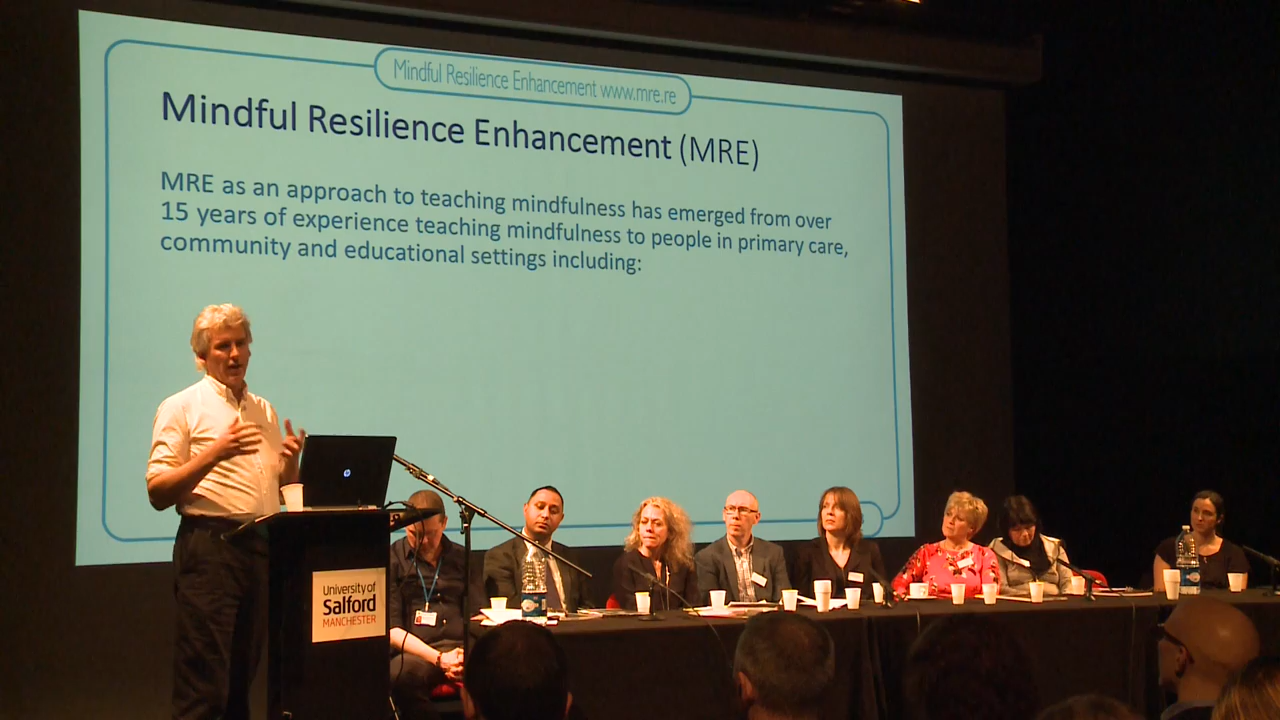 Mindful Resilience Enhancement www.mre.re
Mindful Resilience Enhancement (MRE)
MRE as an approach to teaching mindfulness has emerged from over
15 years of experience teaching mindfulness to people in primary care,
community and educational settings including:
University of
Salford
MANCHESTER
hp